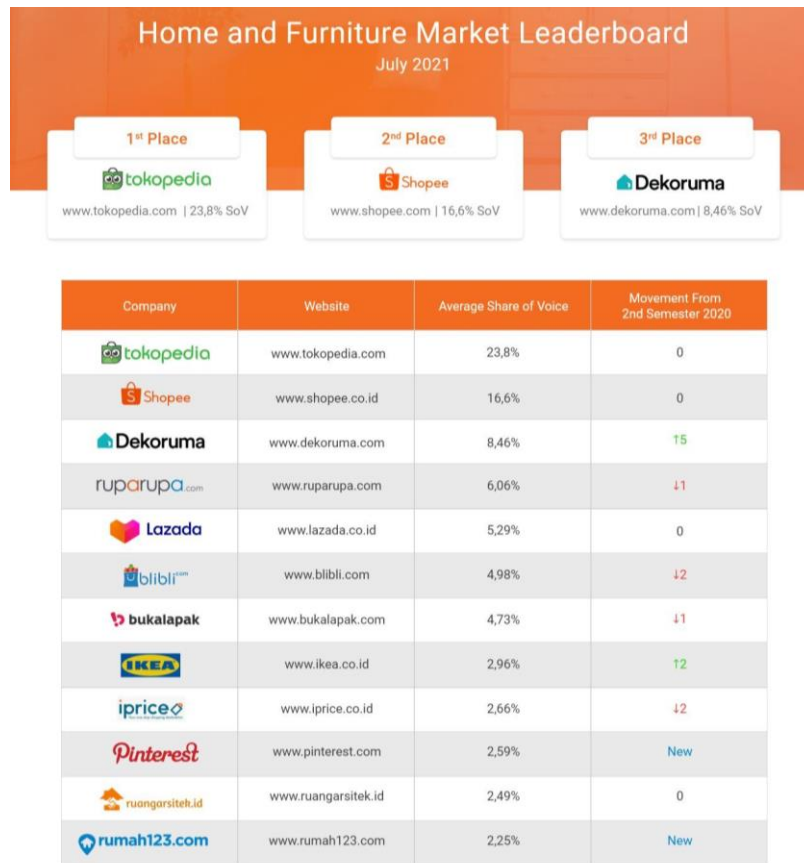 Home and Furniture Market Leaderboard
July 2021
1st Place
2nd Place
3rd Place
tokopedia
Shopee
Dekoruma
www.tokopedia.com | 23,8% SoV
www.shopee.com | 16,6% SoV
www.dekoruma.com | 8,46% SoV
Company Website Average Share of Voice Movement From 2nd Semester 2020
tokopedia www.tokopedia.com 23,8% 0
Shopee www.shopee.co.id 16,6% 0
Dekoruma www.dekoruma.com 8,46% ↑5
ruparupa.com www.ruparupa.com 6,06% ↓1
Lazada www.lazada.co.id 5,29% 0
blibli.com www.blibli.com 4,98% ↓2
bukalapak www.bukalapak.com 4,73% ↓1
IKEA www.ikea.co.id 2,96% ↑2
iprice www.iprice.co.id 2,66% ↓2
Pinterest www.pinterest.com 2,59% New
ruangarsitek.id www.ruangarsitek.id 2,49% 0
rumah123.com www.rumah123.com 2,25% New